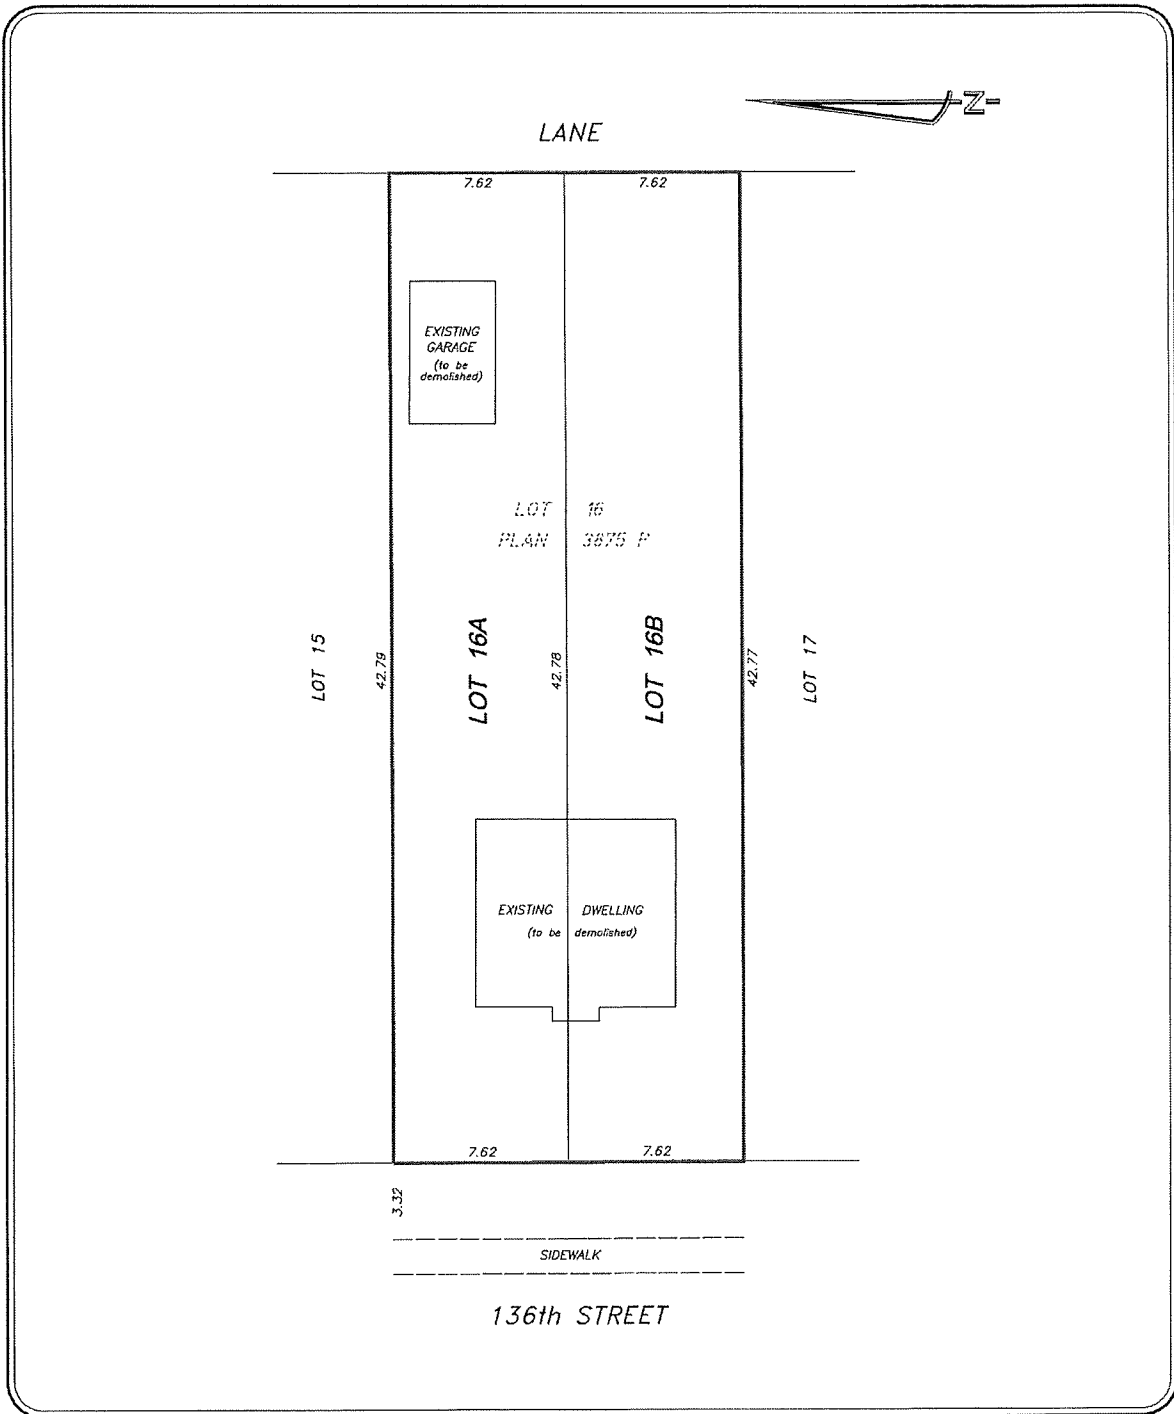 Z
LANE
7.62 7.62
EXISTING
GARAGE
(to be
demolished)
LOT 16
PLAN 3875 P
LOT 15
42.79
LOT 16A
42.78
LOT 16B
42.77
LOT 17
EXISTING DWELLING
(to be demolished)
7.62 7.62
3.32
SIDEWALK
136th STREET